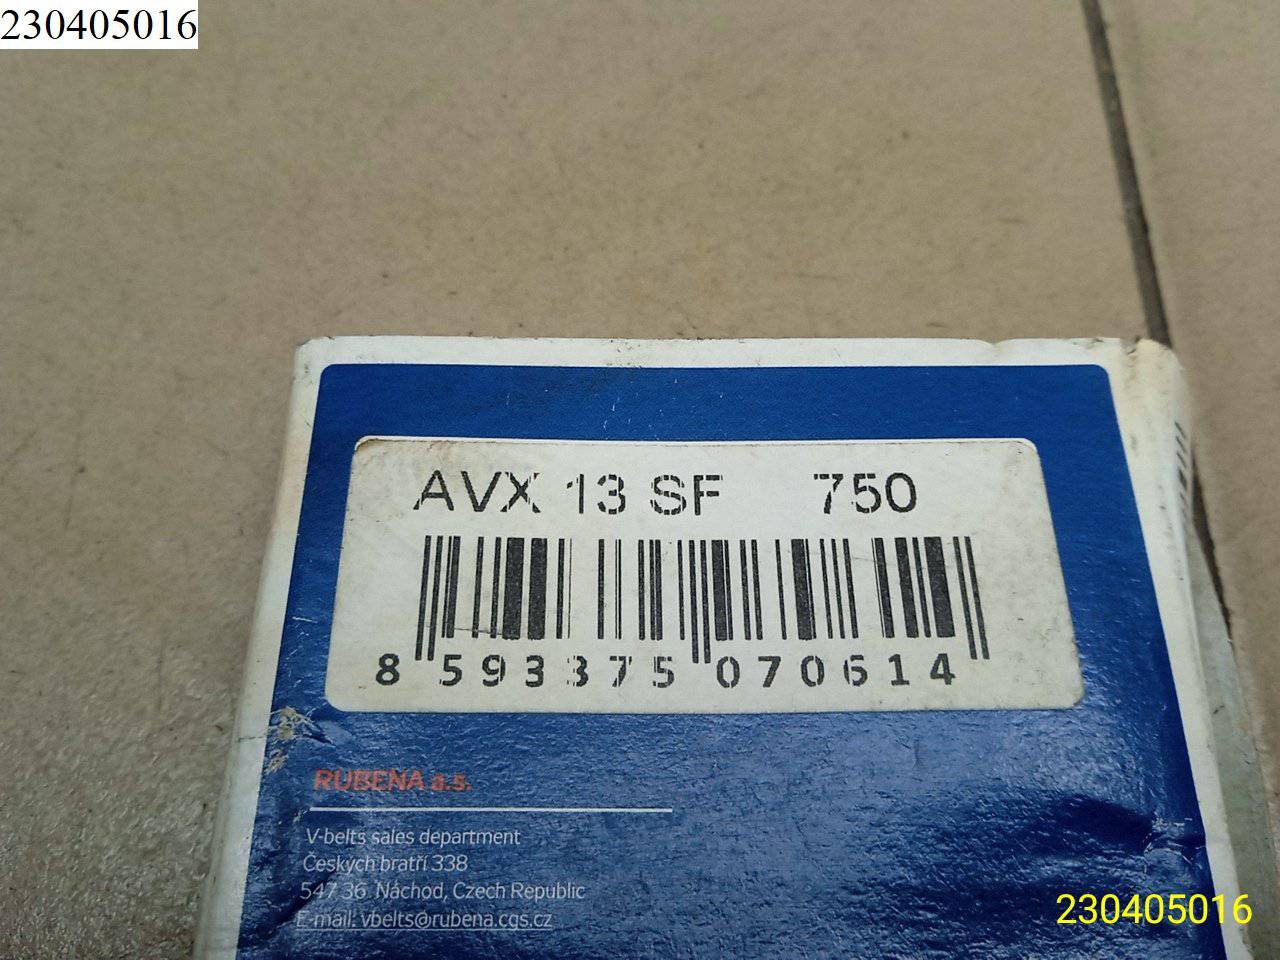 230405016
AVX 13 SF 750
8 593375 070614
RUBENA a.s.
V-belts sales department
Českých bratří 338
547 36 Náchod, Czech Republic
E-mail: vbelts@rubena.cgs.cz
230405016